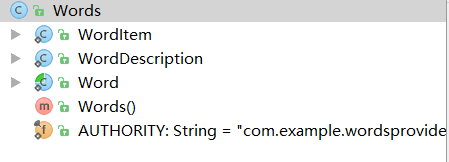 Words
WordItem
WordDescription
Word
Words()
AUTHORITY: String = "com.example.wordsprovide